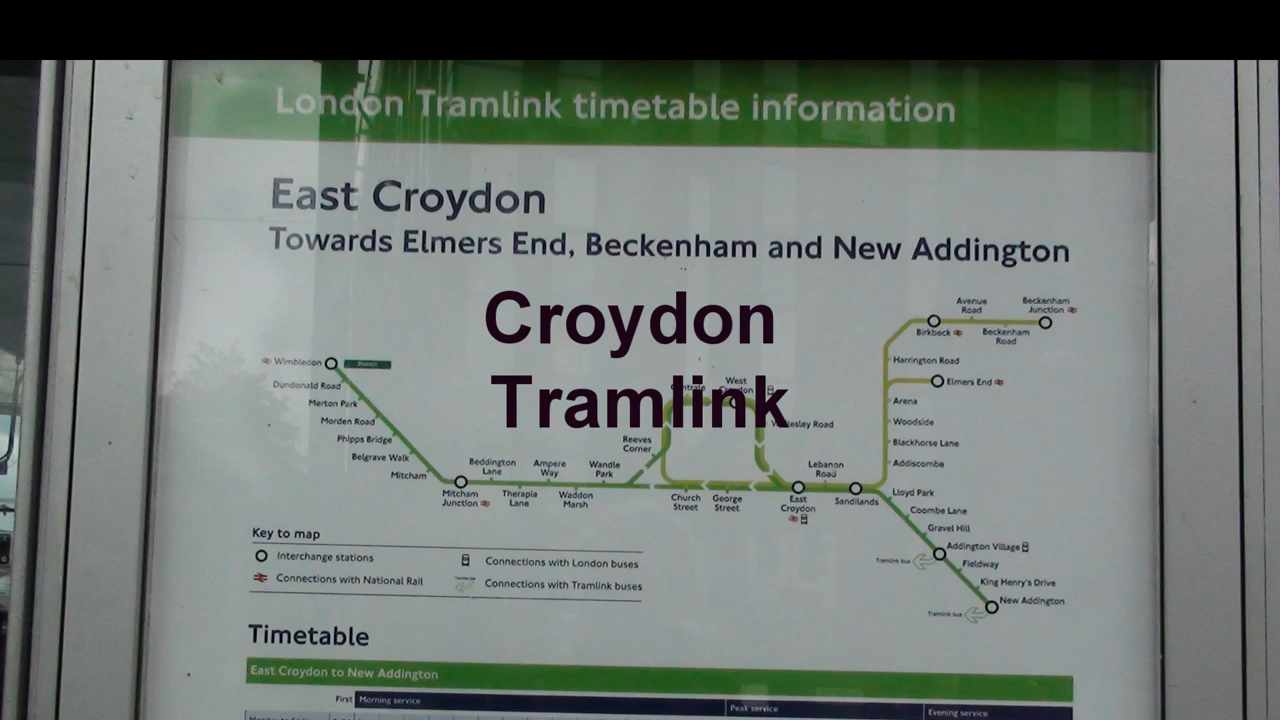 London Tramlink timetable information
East Croydon
Towards Elmers End, Beckenham and New Addington
Croydon
Tramlink
Avenue
Road
Beckenham
Junction
Birkbeck
Beckenham
Road
Wimbledon
Dundonald Road
Merton Park
Morden Road
Phipps Bridge
Belgrave Walk
Mitcham
Mitcham
Junction
Beddington
Lane
Therapia
Lane
Ampere
Way
Waddon
Marsh
Wandle
Park
Reeves
Corner
Centrale
West
Croydon
Wellesley Road
Church
Street
George
Street
East
Croydon
Lebanon
Road
Sandilands
Harrington Road
Elmers End
Arena
Woodside
Blackhorse Lane
Addiscombe
Lloyd Park
Coombe Lane
Gravel Hill
Addington Village
Tramlink bus
Fieldway
King Henry's Drive
New Addington
Tramlink bus
Key to map
Interchange stations
Connections with London buses
Connections with National Rail
Tramlink bus
Connections with Tramlink buses
Timetable
East Croydon to New Addington
First
Morning service
Peak service
Evening service